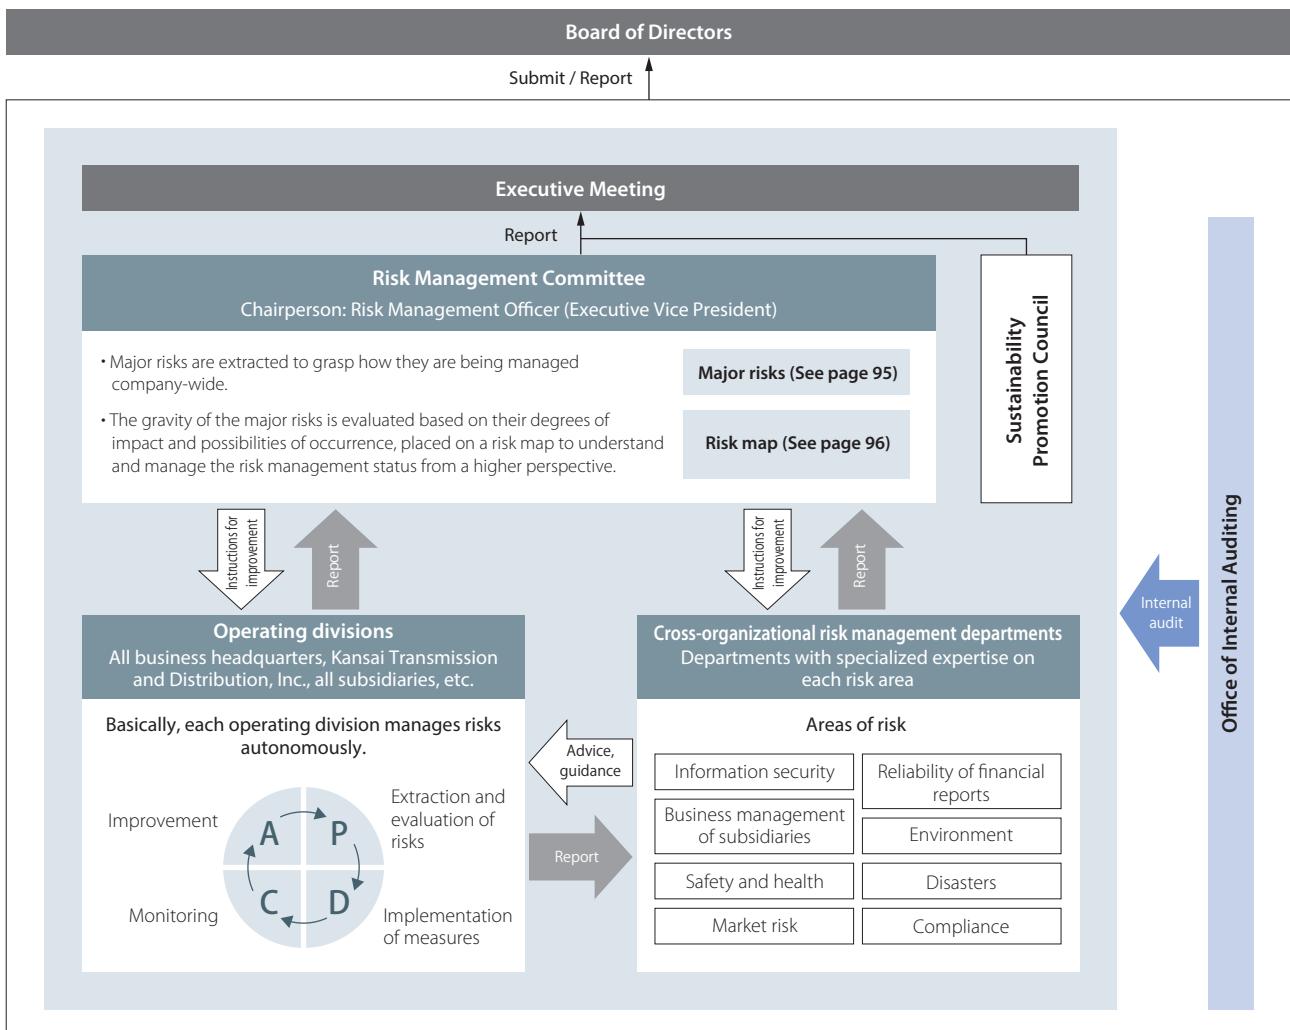 Board of Directors
Submit / Report
Executive Meeting
Report
Risk Management Committee
Chairperson: Risk Management Officer (Executive Vice President)
• Major risks are extracted to grasp how they are being managed
company-wide.
• The gravity of the major risks is evaluated based on their degrees of
impact and possibilities of occurrence, placed on a risk map to understand
and manage the risk management status from a higher perspective.
Major risks (See page 95)
Risk map (See page 96)
Sustainability
Promotion Council
Instructions for
improvement
Report
Instructions for
improvement
Report
Operating divisions
All business headquarters, Kansai Transmission
and Distribution, Inc., all subsidiaries, etc.
Basically, each operating division manages risks
autonomously.
Improvement
A
P
Extraction and
evaluation of
risks
Monitoring
C
D
Implementation
of measures
Advice,
guidance
Report
Cross-organizational risk management departments
Departments with specialized expertise on
each risk area
Areas of risk
Information security
Business management
of subsidiaries
Safety and health
Market risk
Reliability of financial
reports
Environment
Disasters
Compliance
Internal
audit
Office of Internal Auditing